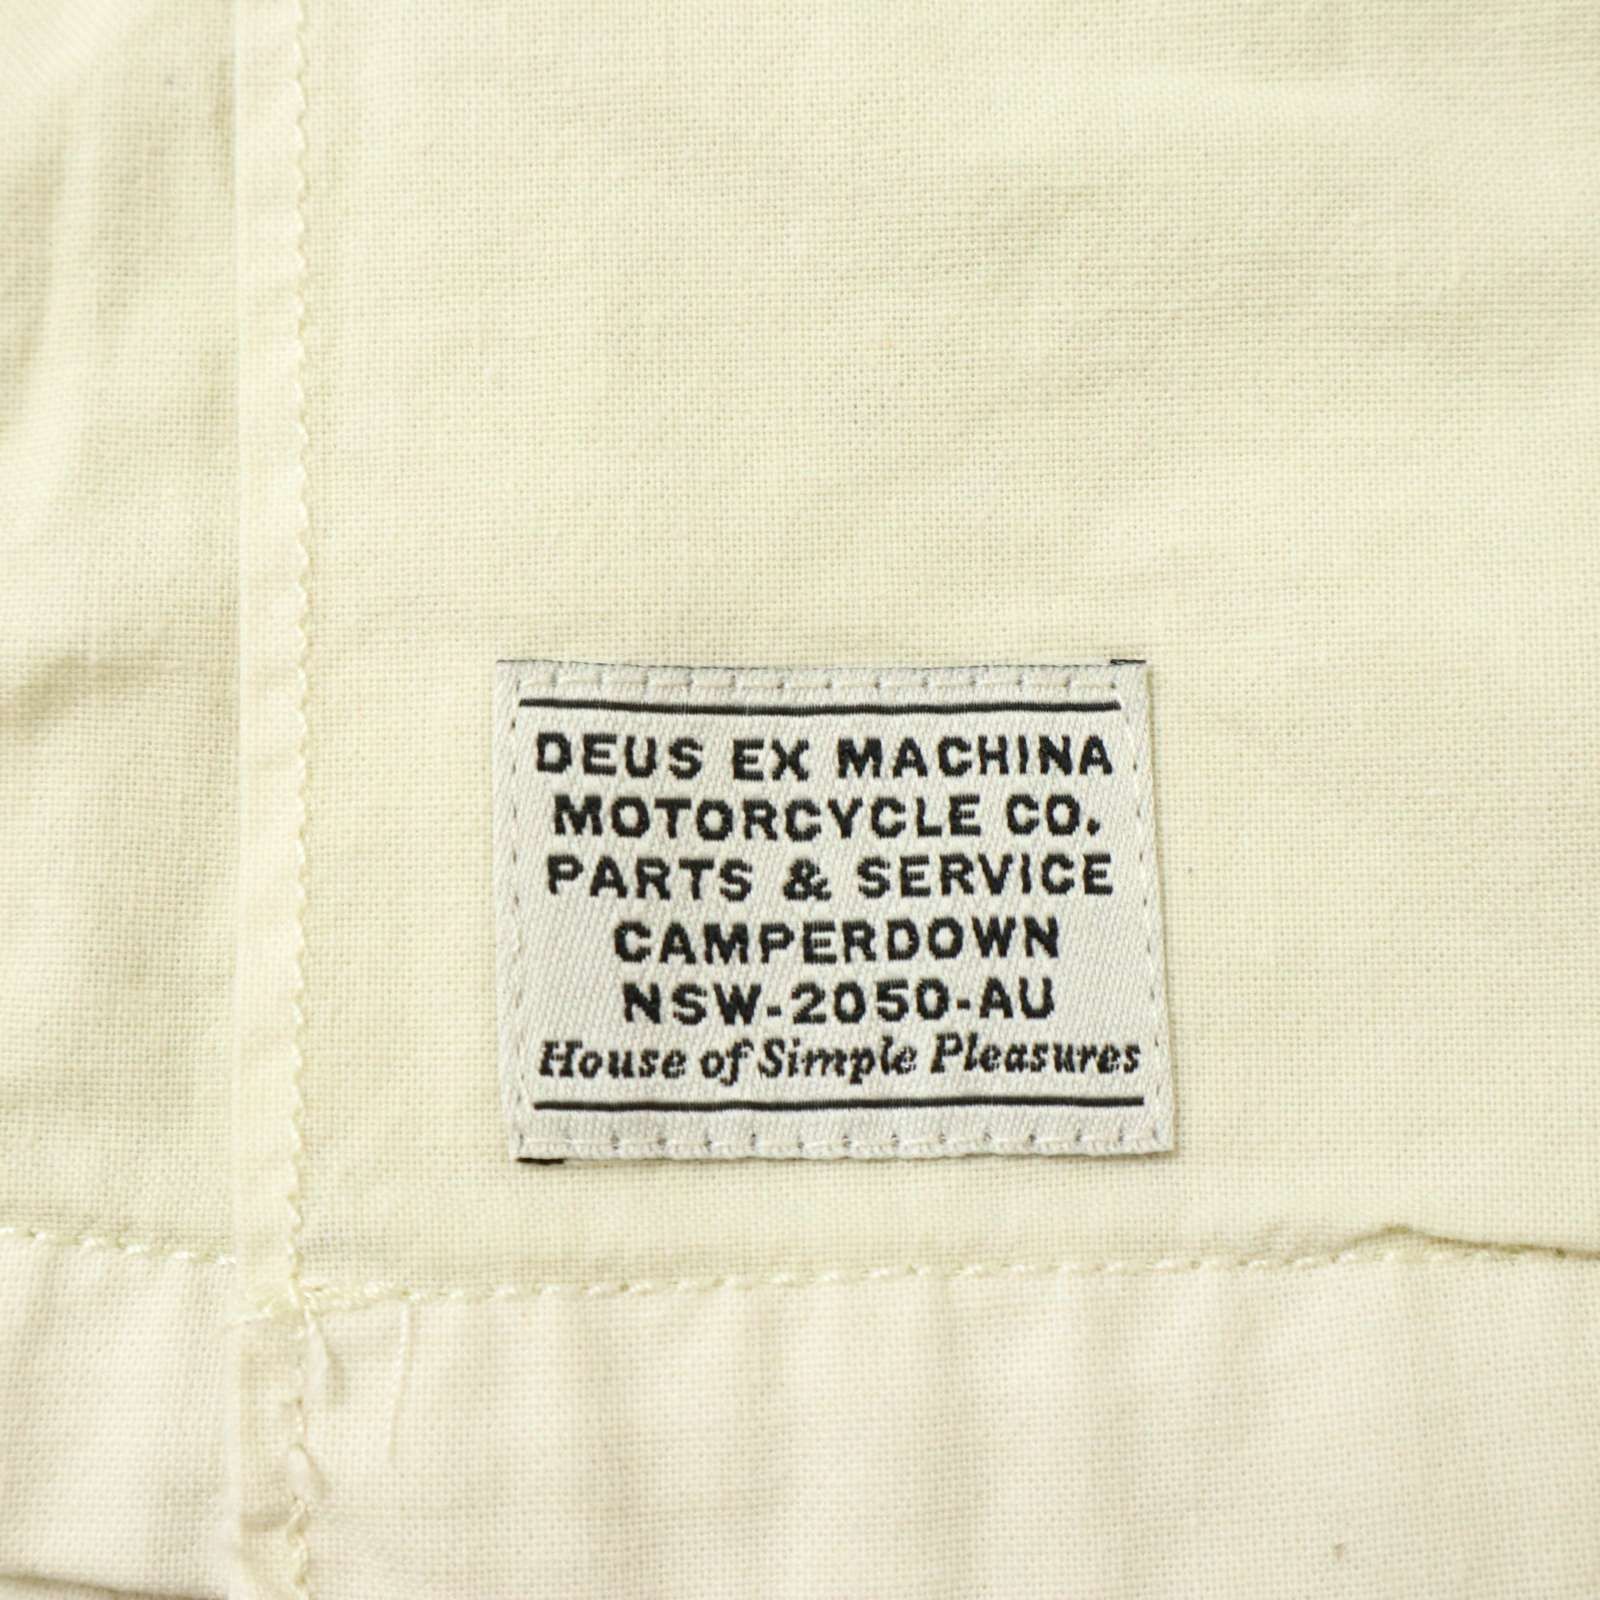 DEUS EX MACHINA
MOTORCYCLE CO.
PARTS & SERVICE
CAMPERDOWN
NSW-2050-AU
House of Simple Pleasures